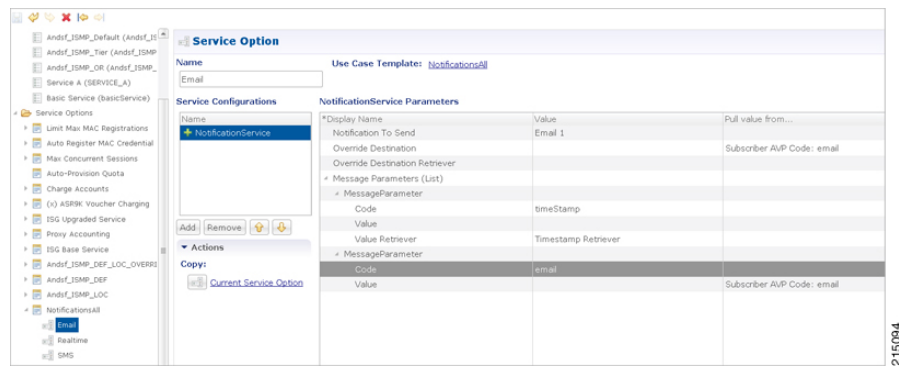 Andsf_ISMP_Default (Andsf_IS
Andsf_ISMP_Tier (Andsf_ISMP
Andsf_ISMP_OR (Andsf_ISMP_
Service A (SERVICE_A)
Basic Service (basicService)
Service Options
Limit Max MAC Registrations
Auto Register MAC Credential
Max Concurrent Sessions
Auto-Provision Quota
Charge Accounts
(x) ASR9K Voucher Charging
ISG Upgraded Service
Proxy Accounting
ISG Base Service
Andsf_ISMP_DEF_LOC_OVERRI
Andsf_ISMP_DEF
Andsf_ISMP_LOC
NotificationsAll
Email
Realtime
SMS
Service Option
Name
Email
Use Case Template: NotificationsAll
Service Configurations
Name
NotificationService
Add Remove
Actions
Copy:
Current Service Option
NotificationService Parameters
*Display Name Value Pull value from...
Notification To Send Email 1
Override Destination Subscriber AVP Code: email
Override Destination Retriever
Message Parameters (List)
MessageParameter
Code timeStamp
Value
Value Retriever Timestamp Retriever
MessageParameter
Code email
Value Subscriber AVP Code: email
215094